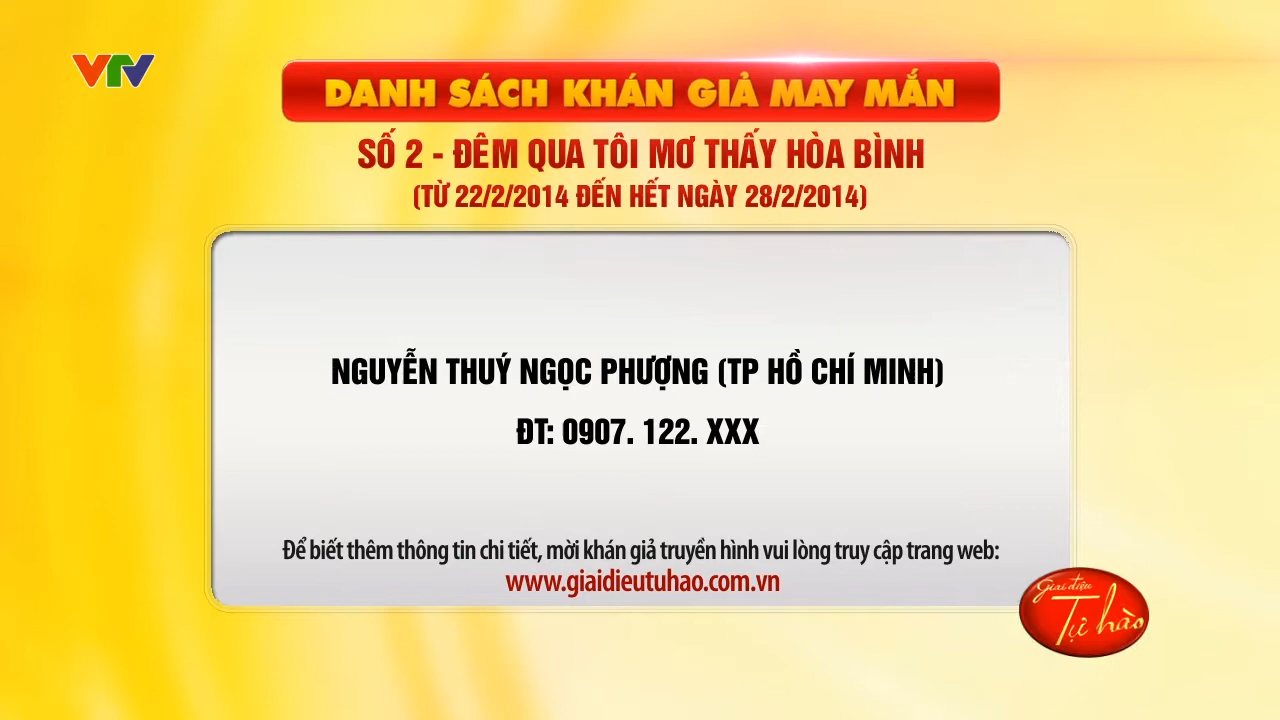 VTV
DANH SÁCH KHÁN GIẢ MAY MẮN
SỐ 2 - ĐÊM QUA TÔI MƠ THẤY HÒA BÌNH
(TỪ 22/2/2014 ĐẾN HẾT NGÀY 28/2/2014)
NGUYỄN THUÝ NGỌC PHƯỢNG (TP HỒ CHÍ MINH)
ĐT: 0907. 122. XXX
Để biết thêm thông tin chi tiết, mời khán giả truyền hình vui lòng truy cập trang web:
www.giaidieutuhao.com.vn
Giai điệu
Tự hào